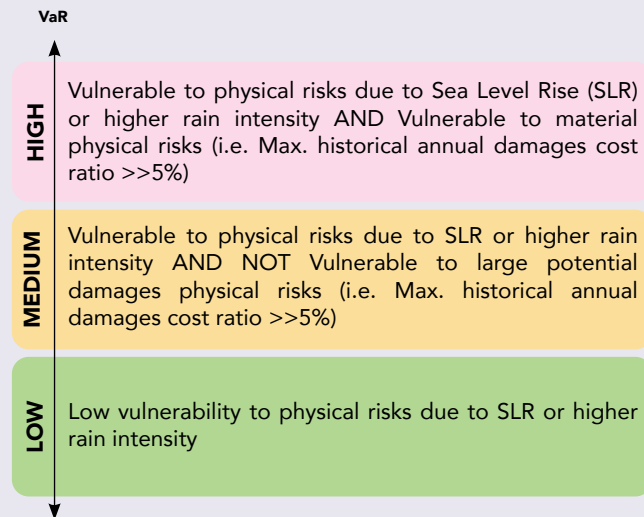 VaR
HIGH
Vulnerable to physical risks due to Sea Level Rise (SLR)
or higher rain intensity AND Vulnerable to material
physical risks (i.e. Max. historical annual damages cost
ratio >>5%)
MEDIUM
Vulnerable to physical risks due to SLR or higher rain
intensity AND NOT Vulnerable to large potential
damages physical risks (i.e. Max. historical annual
damages cost ratio >>5%)
LOW
Low vulnerability to physical risks due to SLR or higher
rain intensity